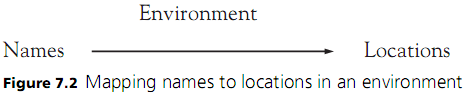 Environment
Names Locations
Figure 7.2 Mapping names to locations in an environment